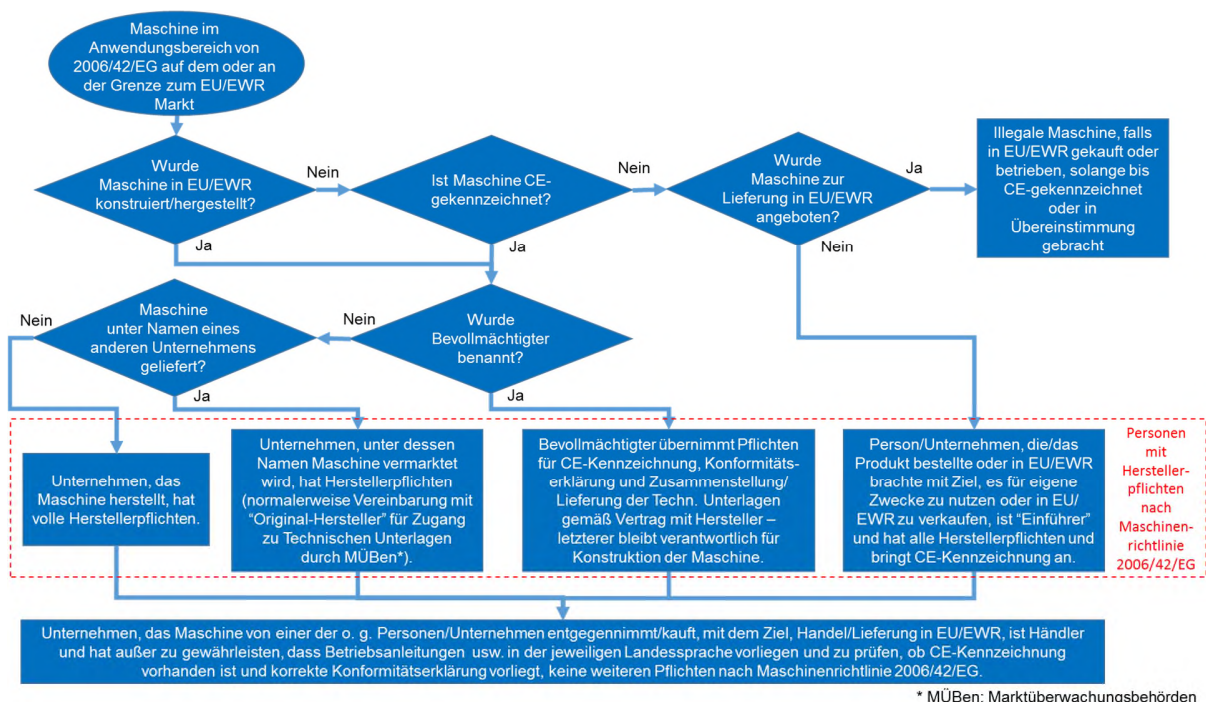 Maschine im
Anwendungsbereich von
2006/42/EG auf dem oder an
der Grenze zum EU/EWR
Markt
Wurde
Maschine in EU/EWR
konstruiert/hergestellt?
Nein
Ja
Ist Maschine CE-
gekennzeichnet?
Nein
Ja
Wurde
Maschine zur
Lieferung in EU/EWR
angeboten?
Ja
Nein
Illegale Maschine, falls
in EU/EWR gekauft oder
betrieben, solange bis
CE-gekennzeichnet
oder in
Übereinstimmung
gebracht
Maschine
unter Namen eines
anderen Unternehmens
geliefert?
Nein
Ja
Wurde
Bevollmächtigter
benannt?
Nein
Ja
Unternehmen, das
Maschine herstellt, hat
volle Herstellerpflichten.
Unternehmen, unter dessen
Namen Maschine vermarktet
wird, hat Herstellerpflichten
(normalerweise Vereinbarung mit
"Original-Hersteller" für Zugang
zu Technischen Unterlagen
durch MÜBen*).
Bevollmächtigter übernimmt Pflichten
für CE-Kennzeichnung, Konformitäts-
erklärung und Zusammenstellung/
Lieferung der Techn. Unterlagen
gemäß Vertrag mit Hersteller –
letzterer bleibt verantwortlich für
Konstruktion der Maschine.
Person/Unternehmen, die/das
Produkt bestellte oder in EU/EWR
brachte mit Ziel, es für eigene
Zwecke zu nutzen oder in EU/
EWR zu verkaufen, ist "Einführer"
und hat alle Herstellerpflichten und
bringt CE-Kennzeichnung an.
Personen
mit
Hersteller-
pflichten
nach
Maschinen-
richtlinie
2006/42/EG
Unternehmen, das Maschine von einer der o. g. Personen/Unternehmen entgegennimmt/kauft, mit dem Ziel, Handel/Lieferung in EU/EWR, ist Händler
und hat außer zu gewährleisten, dass Betriebsanleitungen usw. in der jeweiligen Landessprache vorliegen und zu prüfen, ob CE-Kennzeichnung
vorhanden ist und korrekte Konformitätserklärung vorliegt, keine weiteren Pflichten nach Maschinenrichtlinie 2006/42/EG.
* MÜBen: Marktüberwachungsbehörden